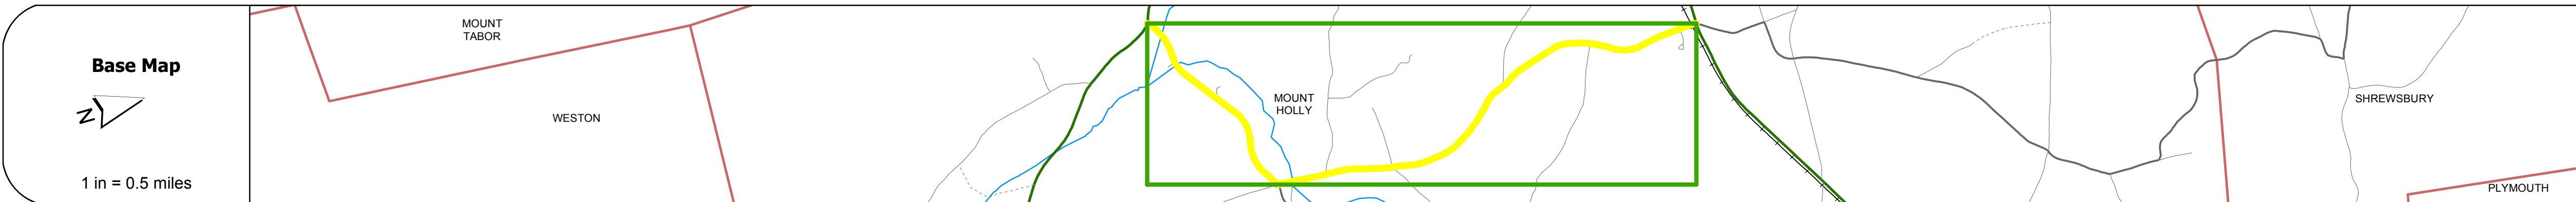 Base Map
N
1 in = 0.5 miles
MOUNT
TABOR
WESTON
MOUNT
HOLLY
SHREWSBURY
PLYMOUTH